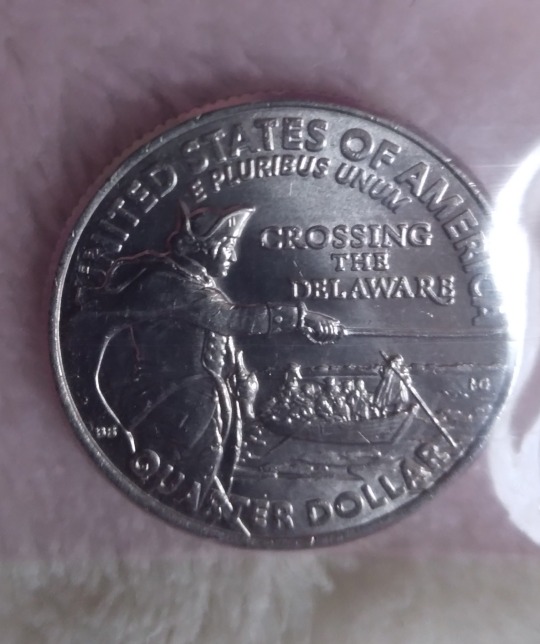 UNITED STATES OF AMERICA
E PLURIBUS UNUM
CROSSING
THE
DELAWARE
QUARTER DOLLAR